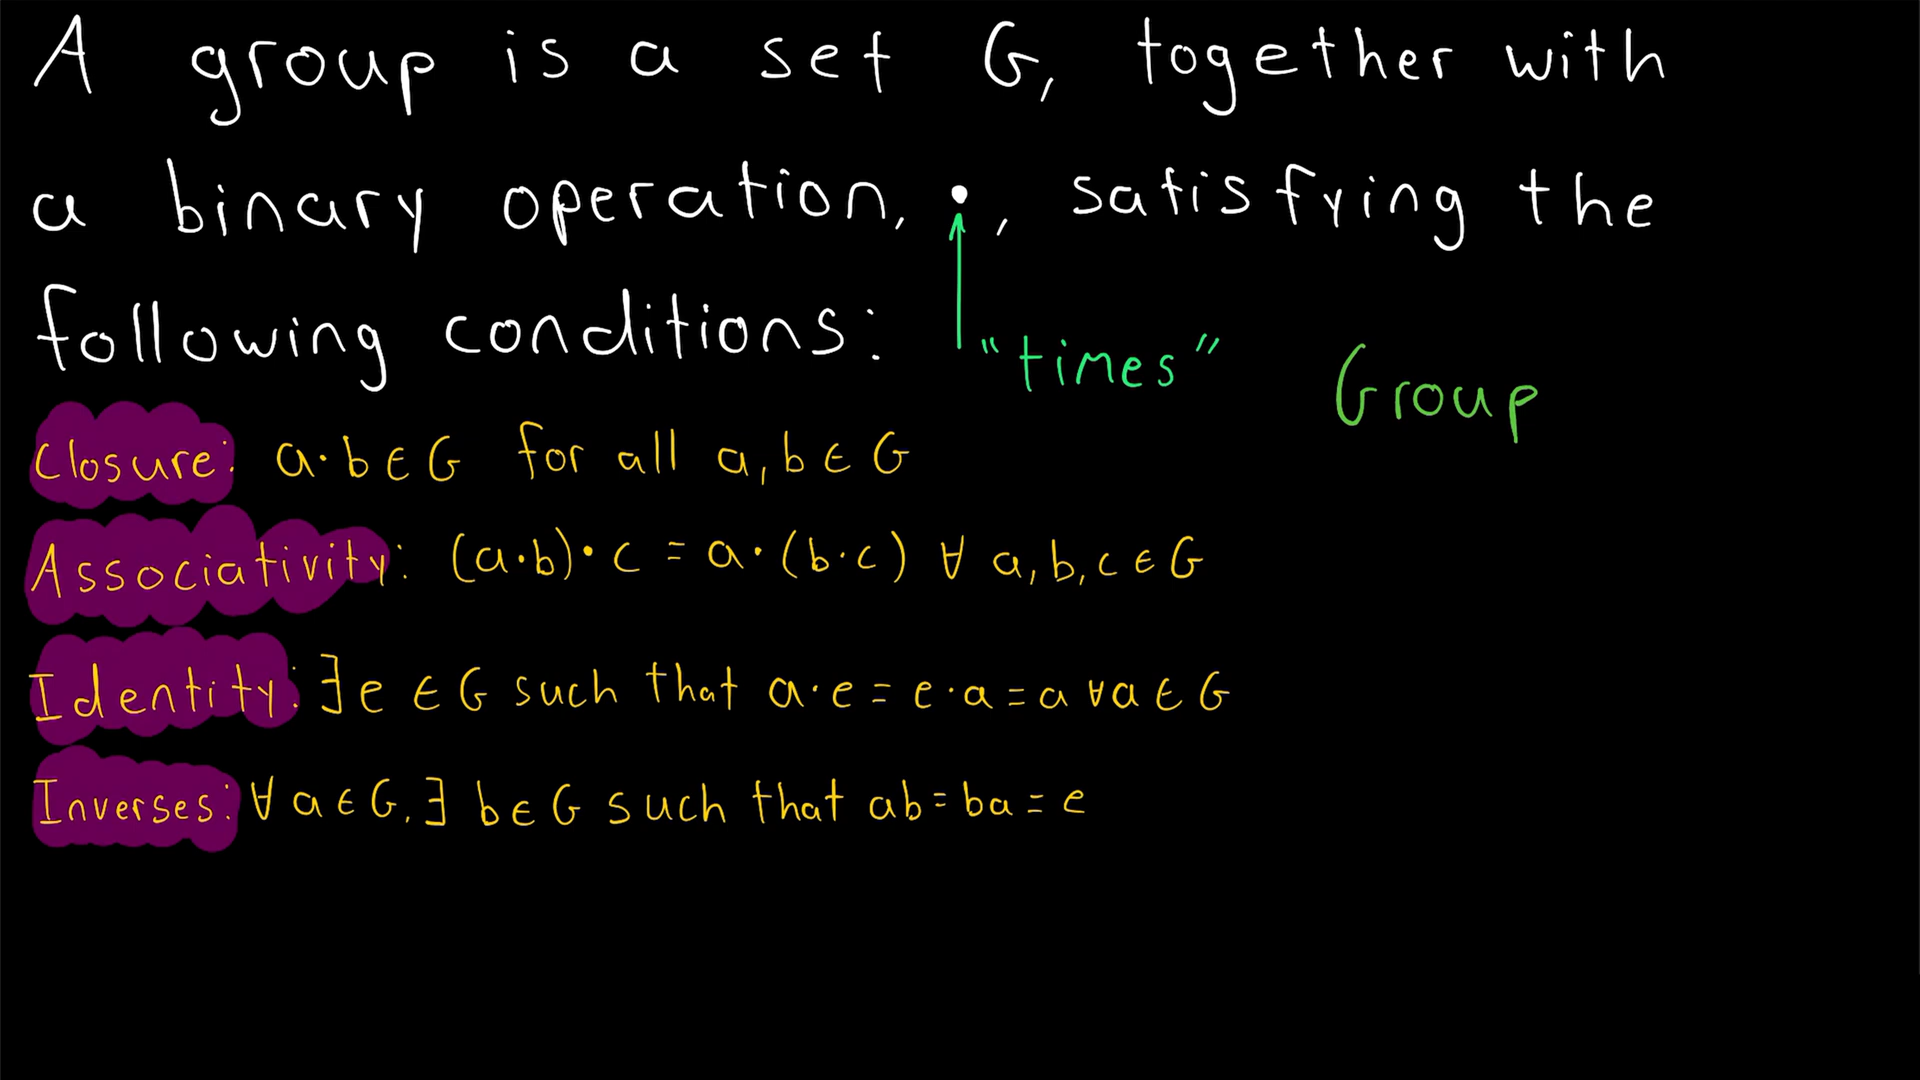 A group is a set G, together with
a binary operation, •, satisfying the
following conditions:
"times"
Group
Closure: a·b ∈ G for all a, b ∈ G
Associativity: (a·b)·c = a·(b·c) ∀ a, b, c ∈ G
Identity: ∃ e ∈ G such that a·e = e·a = a ∀ a ∈ G
Inverses: ∀ a ∈ G, ∃ b ∈ G such that ab = ba = e